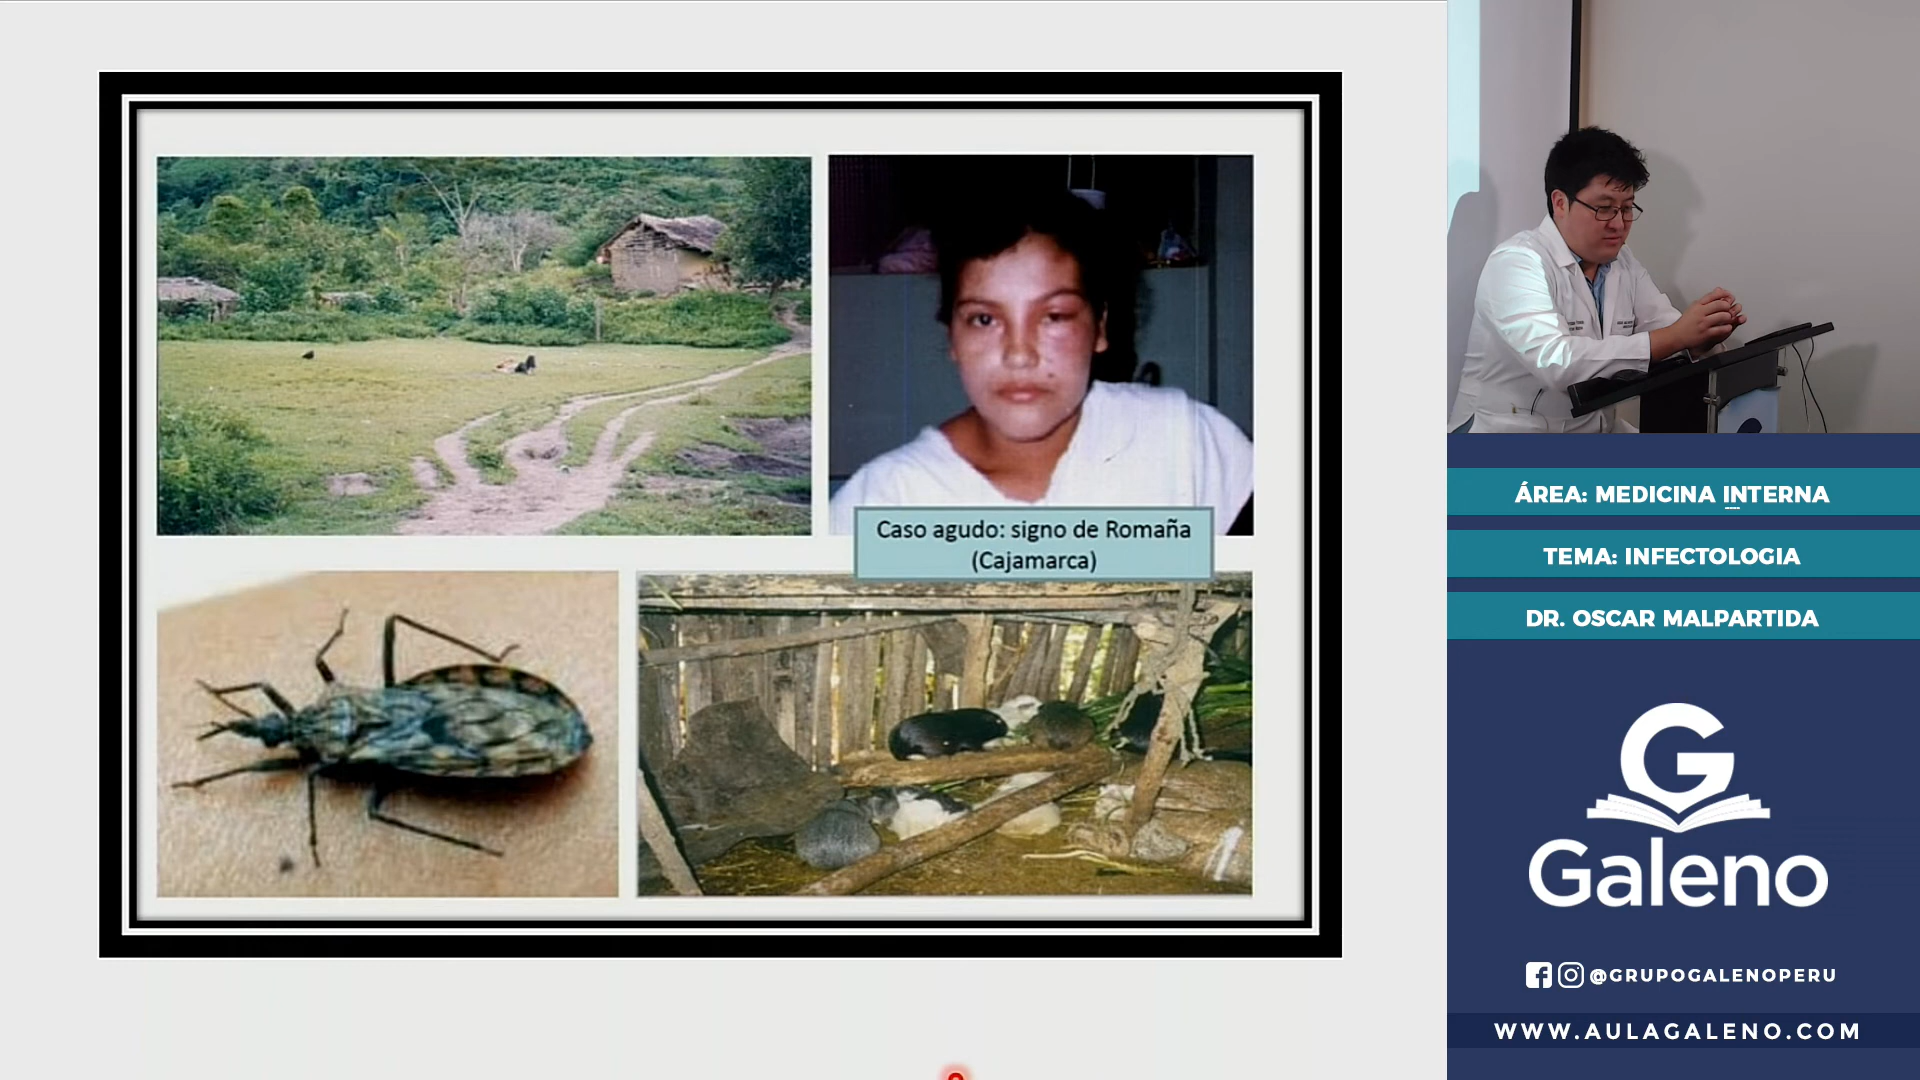 Caso agudo: signo de Romaña
(Cajamarca)
ÁREA: MEDICINA INTERNA
TEMA: INFECTOLOGIA
DR. OSCAR MALPARTIDA
G
Galeno
@GRUPOGALENOPERU
WWW.AULAGALENO.COM